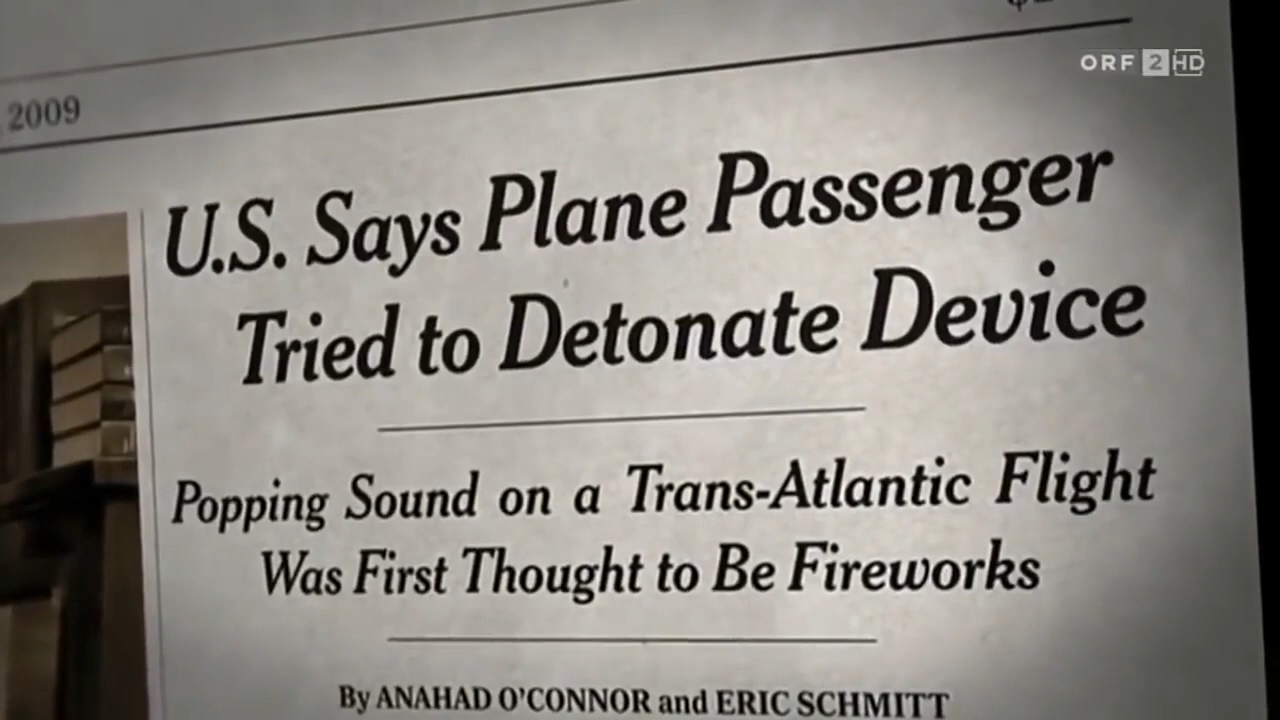 ORF 2 HD
2009
U.S. Says Plane Passenger
Tried to Detonate Device
Popping Sound on a Trans-Atlantic Flight
Was First Thought to Be Fireworks
By ANAHAD O'CONNOR and ERIC SCHMITT